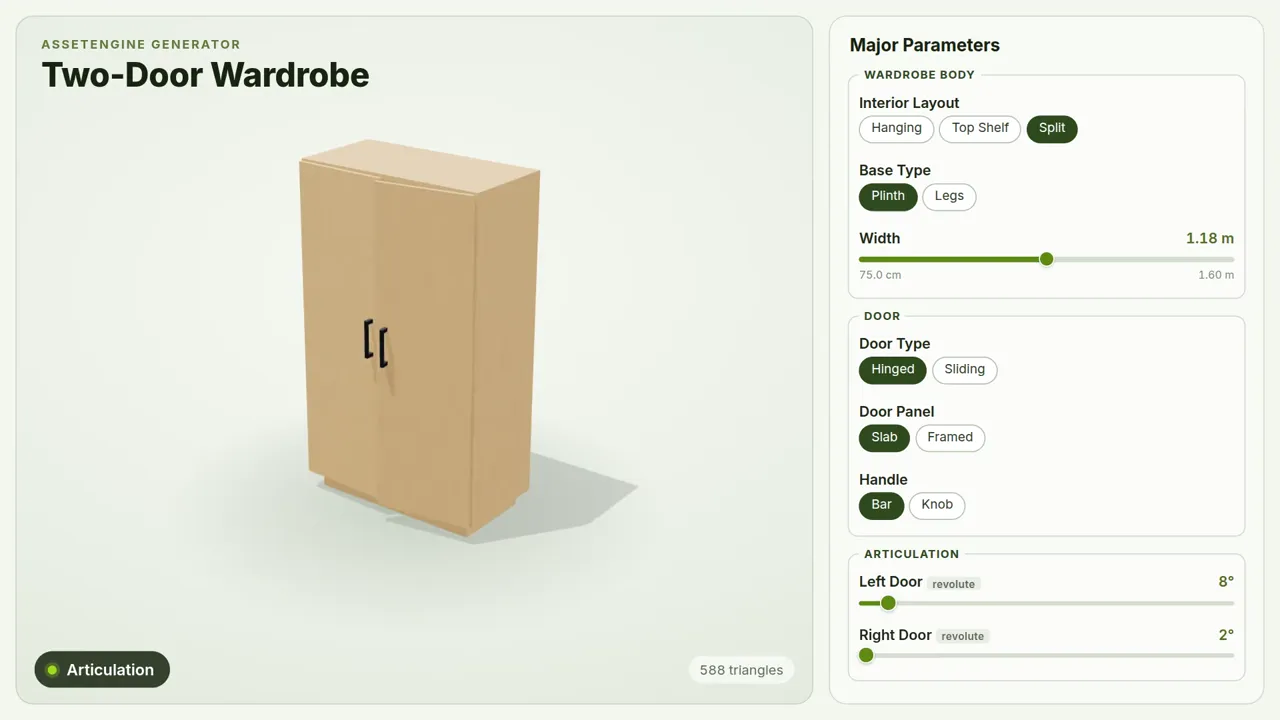 ASSETENGINE GENERATOR
Two-Door Wardrobe
Articulation
588 triangles
Major Parameters
WARDROBE BODY
Interior Layout
Hanging Top Shelf Split
Base Type
Plinth Legs
Width 1.18 m
75.0 cm 1.60 m
DOOR
Door Type
Hinged Sliding
Door Panel
Slab Framed
Handle
Bar Knob
ARTICULATION
Left Door revolute 8°
Right Door revolute 2°